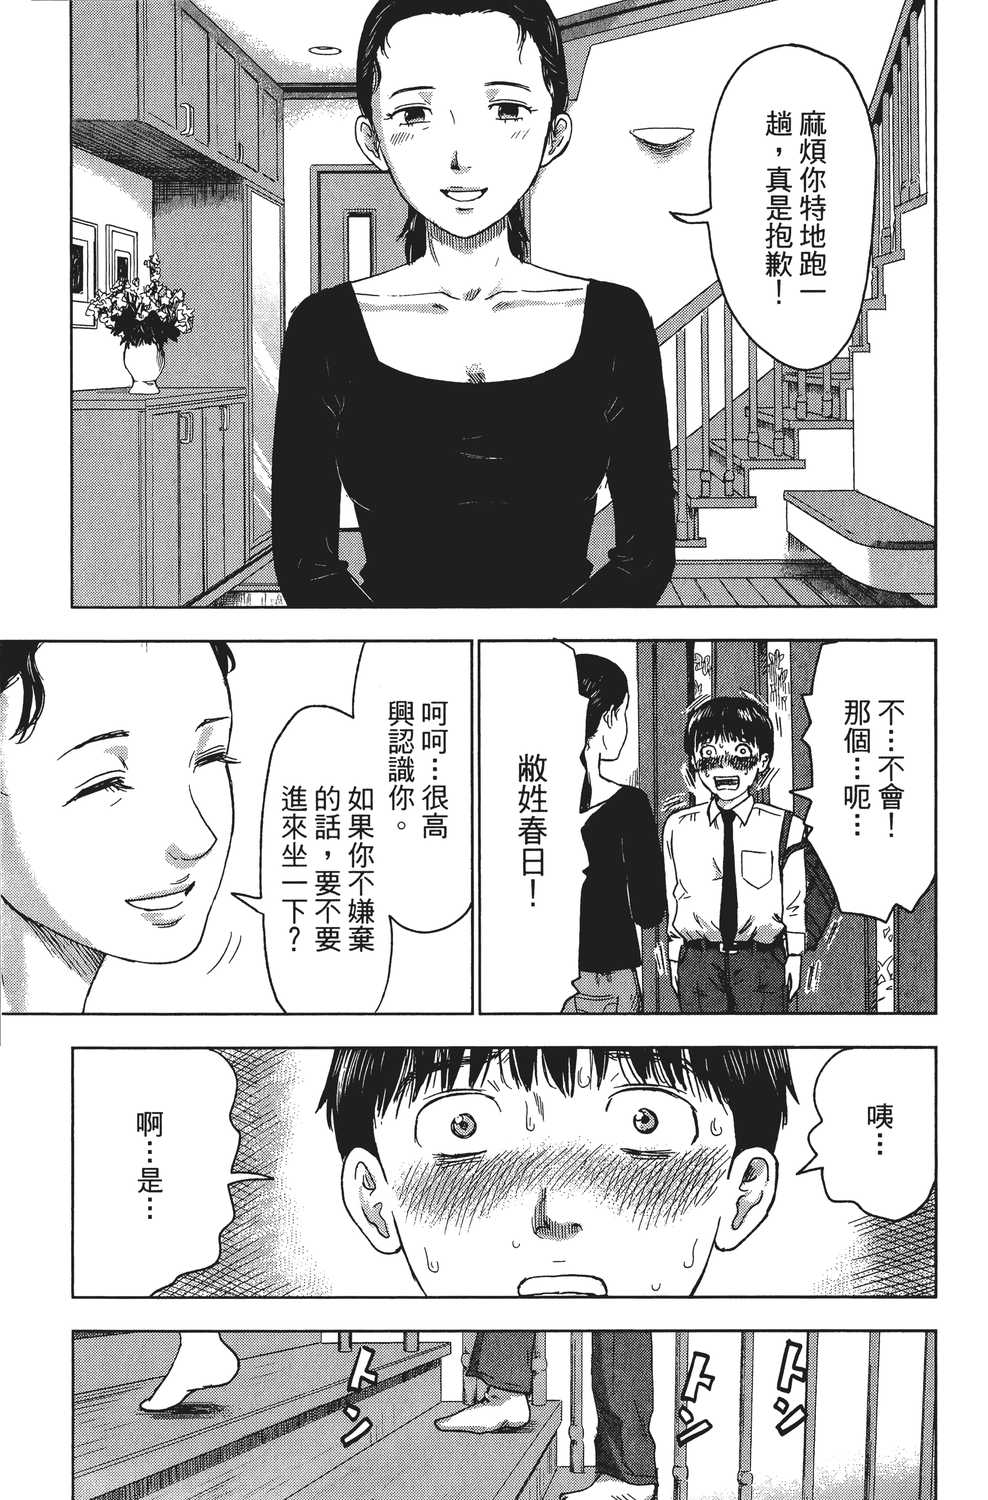 麻煩你特地跑一
趟，真是抱歉！
不…不會！
那個…呃…
敝姓春日！
呵呵…很高
興認識你。
如果你不嫌棄
的話，要不要
進來坐一下？
咦…
啊…是…
トン
トン
トン